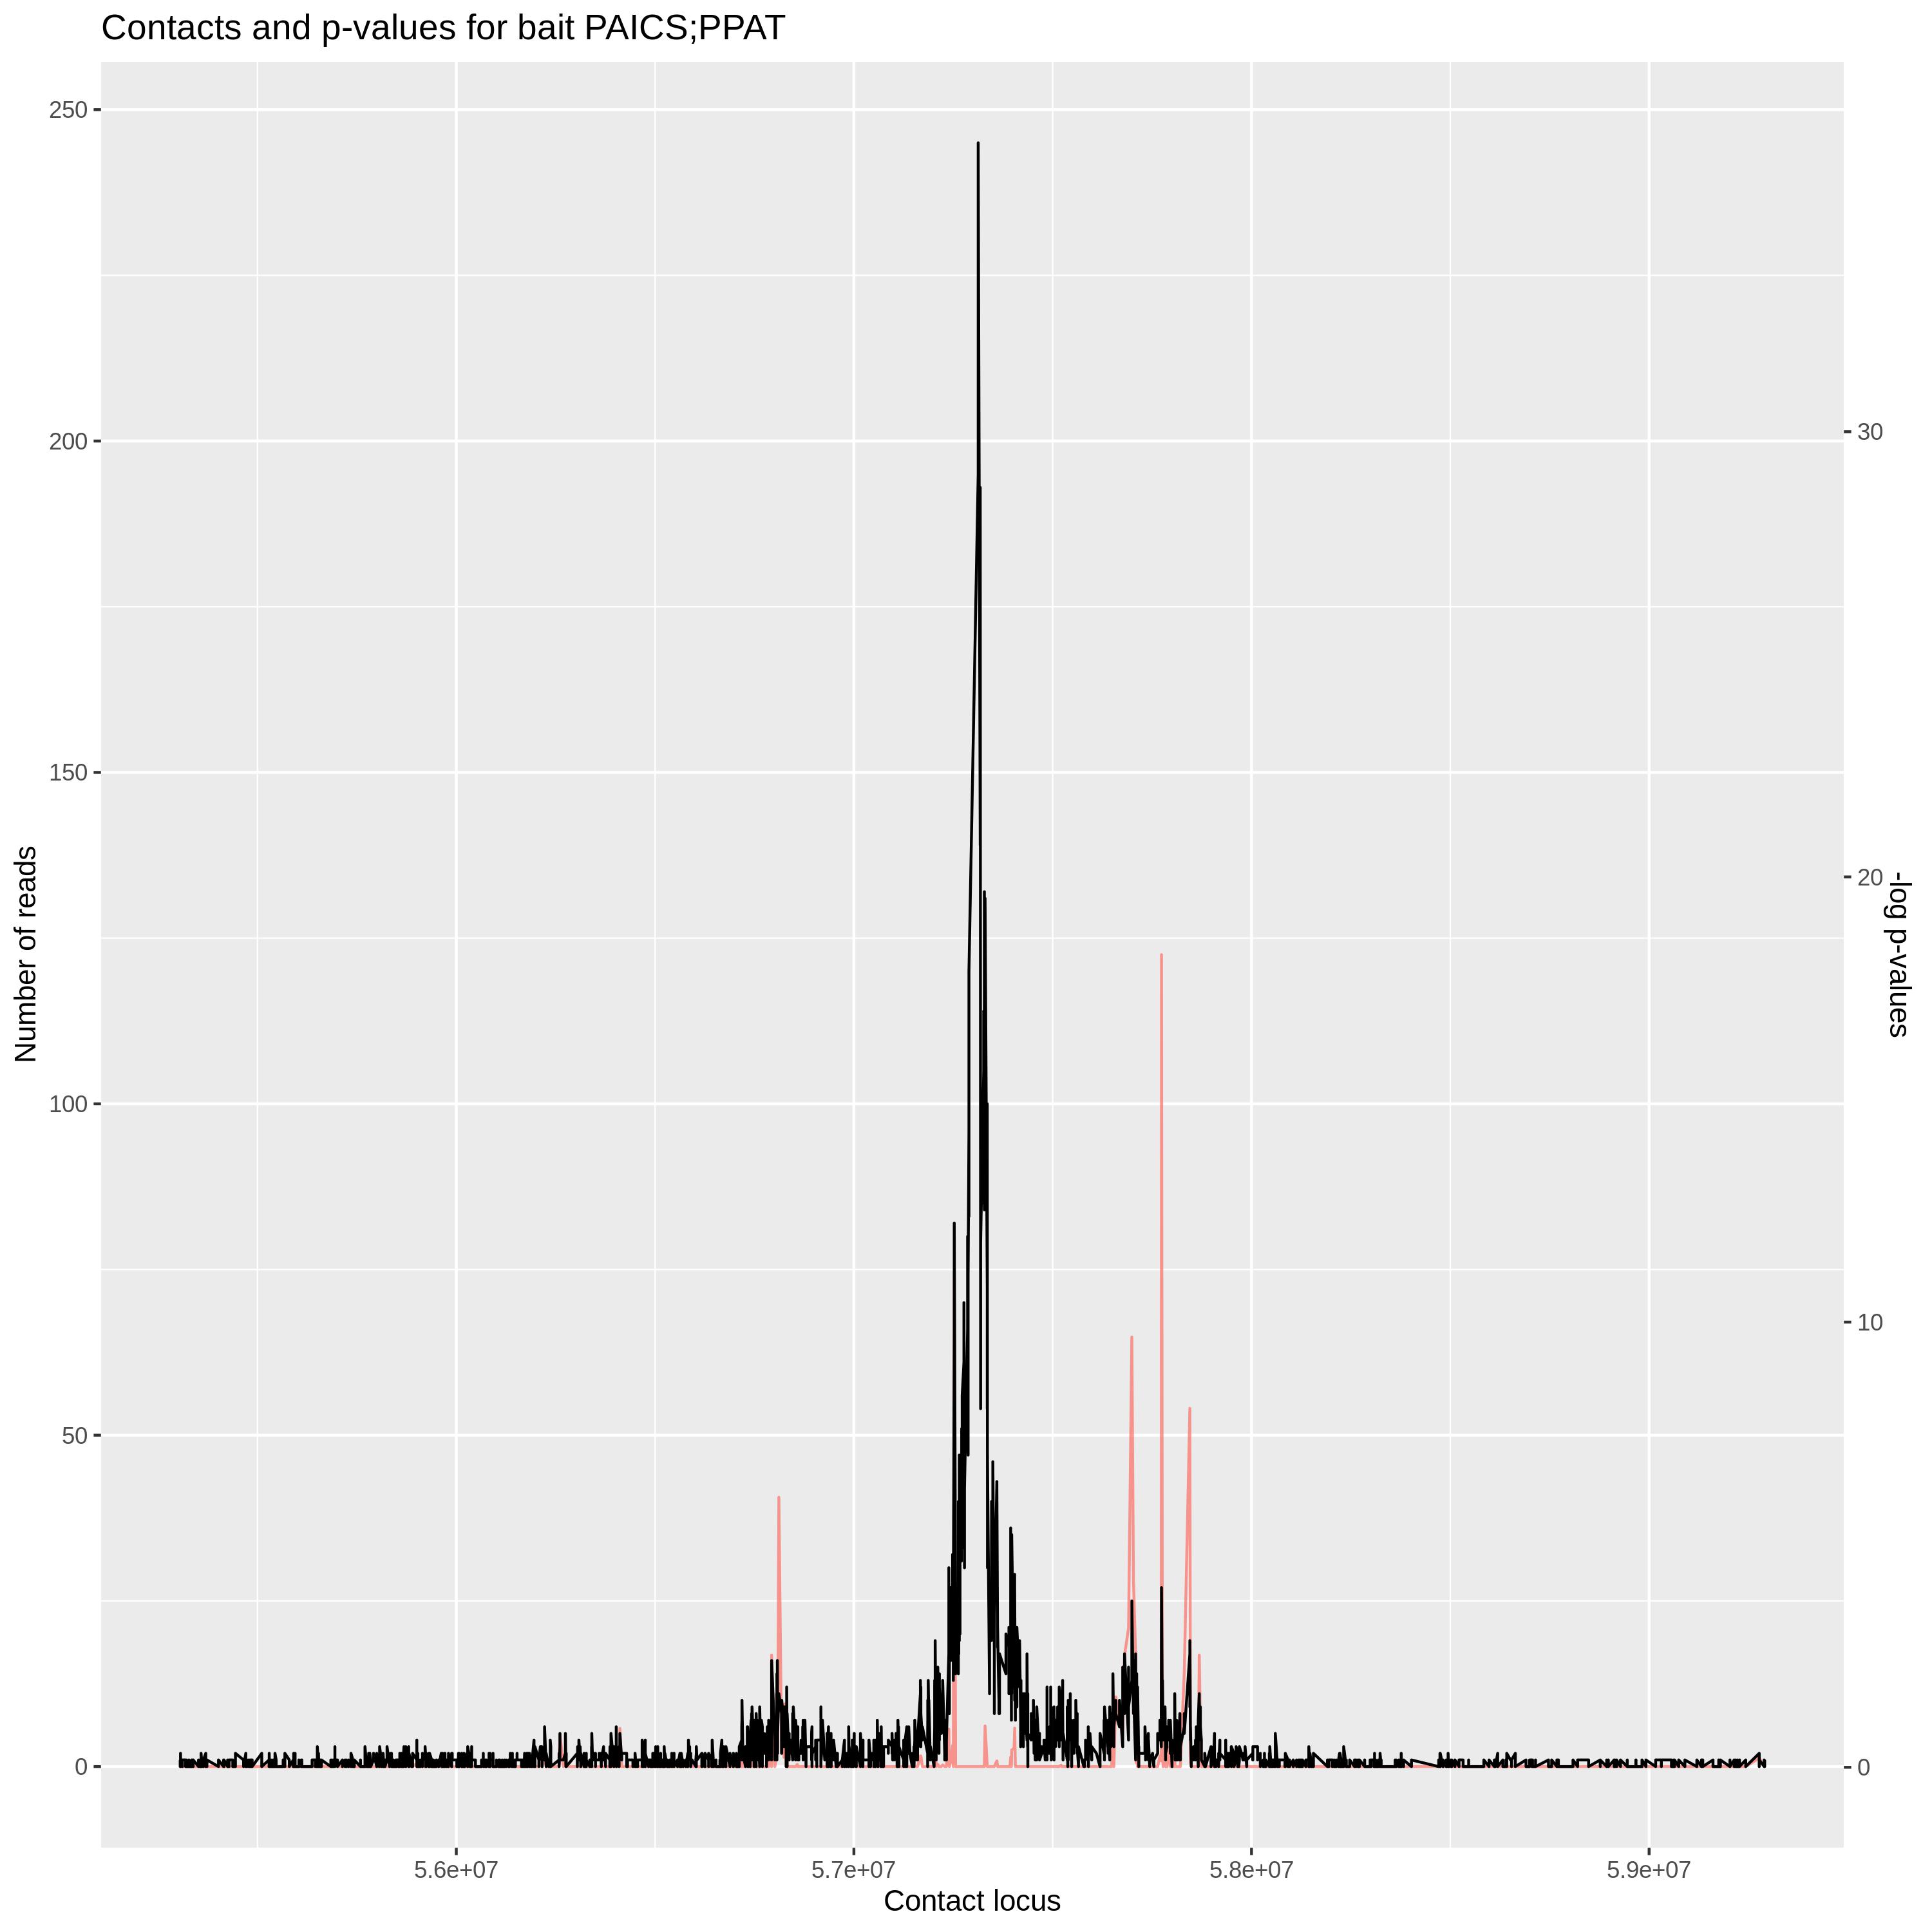 Contacts and p-values for bait PAICS;PPAT
250
200
150
100
50
0
Number of reads
30
20
10
0
-log p-values
5.6e+07
5.7e+07
5.8e+07
5.9e+07
Contact locus